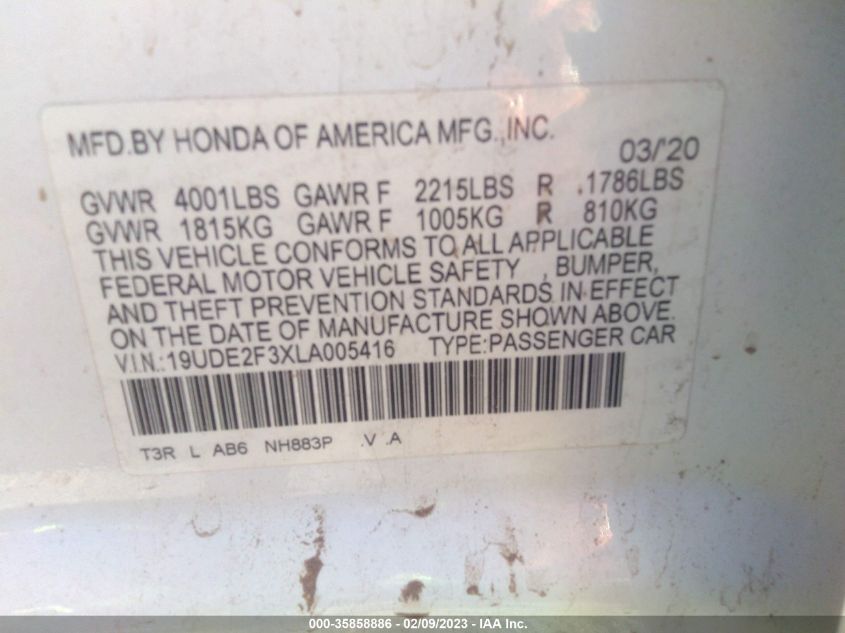 MFD.BY HONDA OF AMERICA MFG.,INC.
03/'20
GVWR 4001LBS GAWR F 2215LBS R .1786LBS
GVWR 1815KG GAWR F 1005KG R 810KG
THIS VEHICLE CONFORMS TO ALL APPLICABLE
FEDERAL MOTOR VEHICLE SAFETY , BUMPER,
AND THEFT PREVENTION STANDARDS IN EFFECT
ON THE DATE OF MANUFACTURE SHOWN ABOVE.
V.I.N.:19UDE2F3XLA005416 TYPE:PASSENGER CAR
T3R L AB6 NH883P .V .A
000-35858886 - 02/09/2023 - IAA Inc.